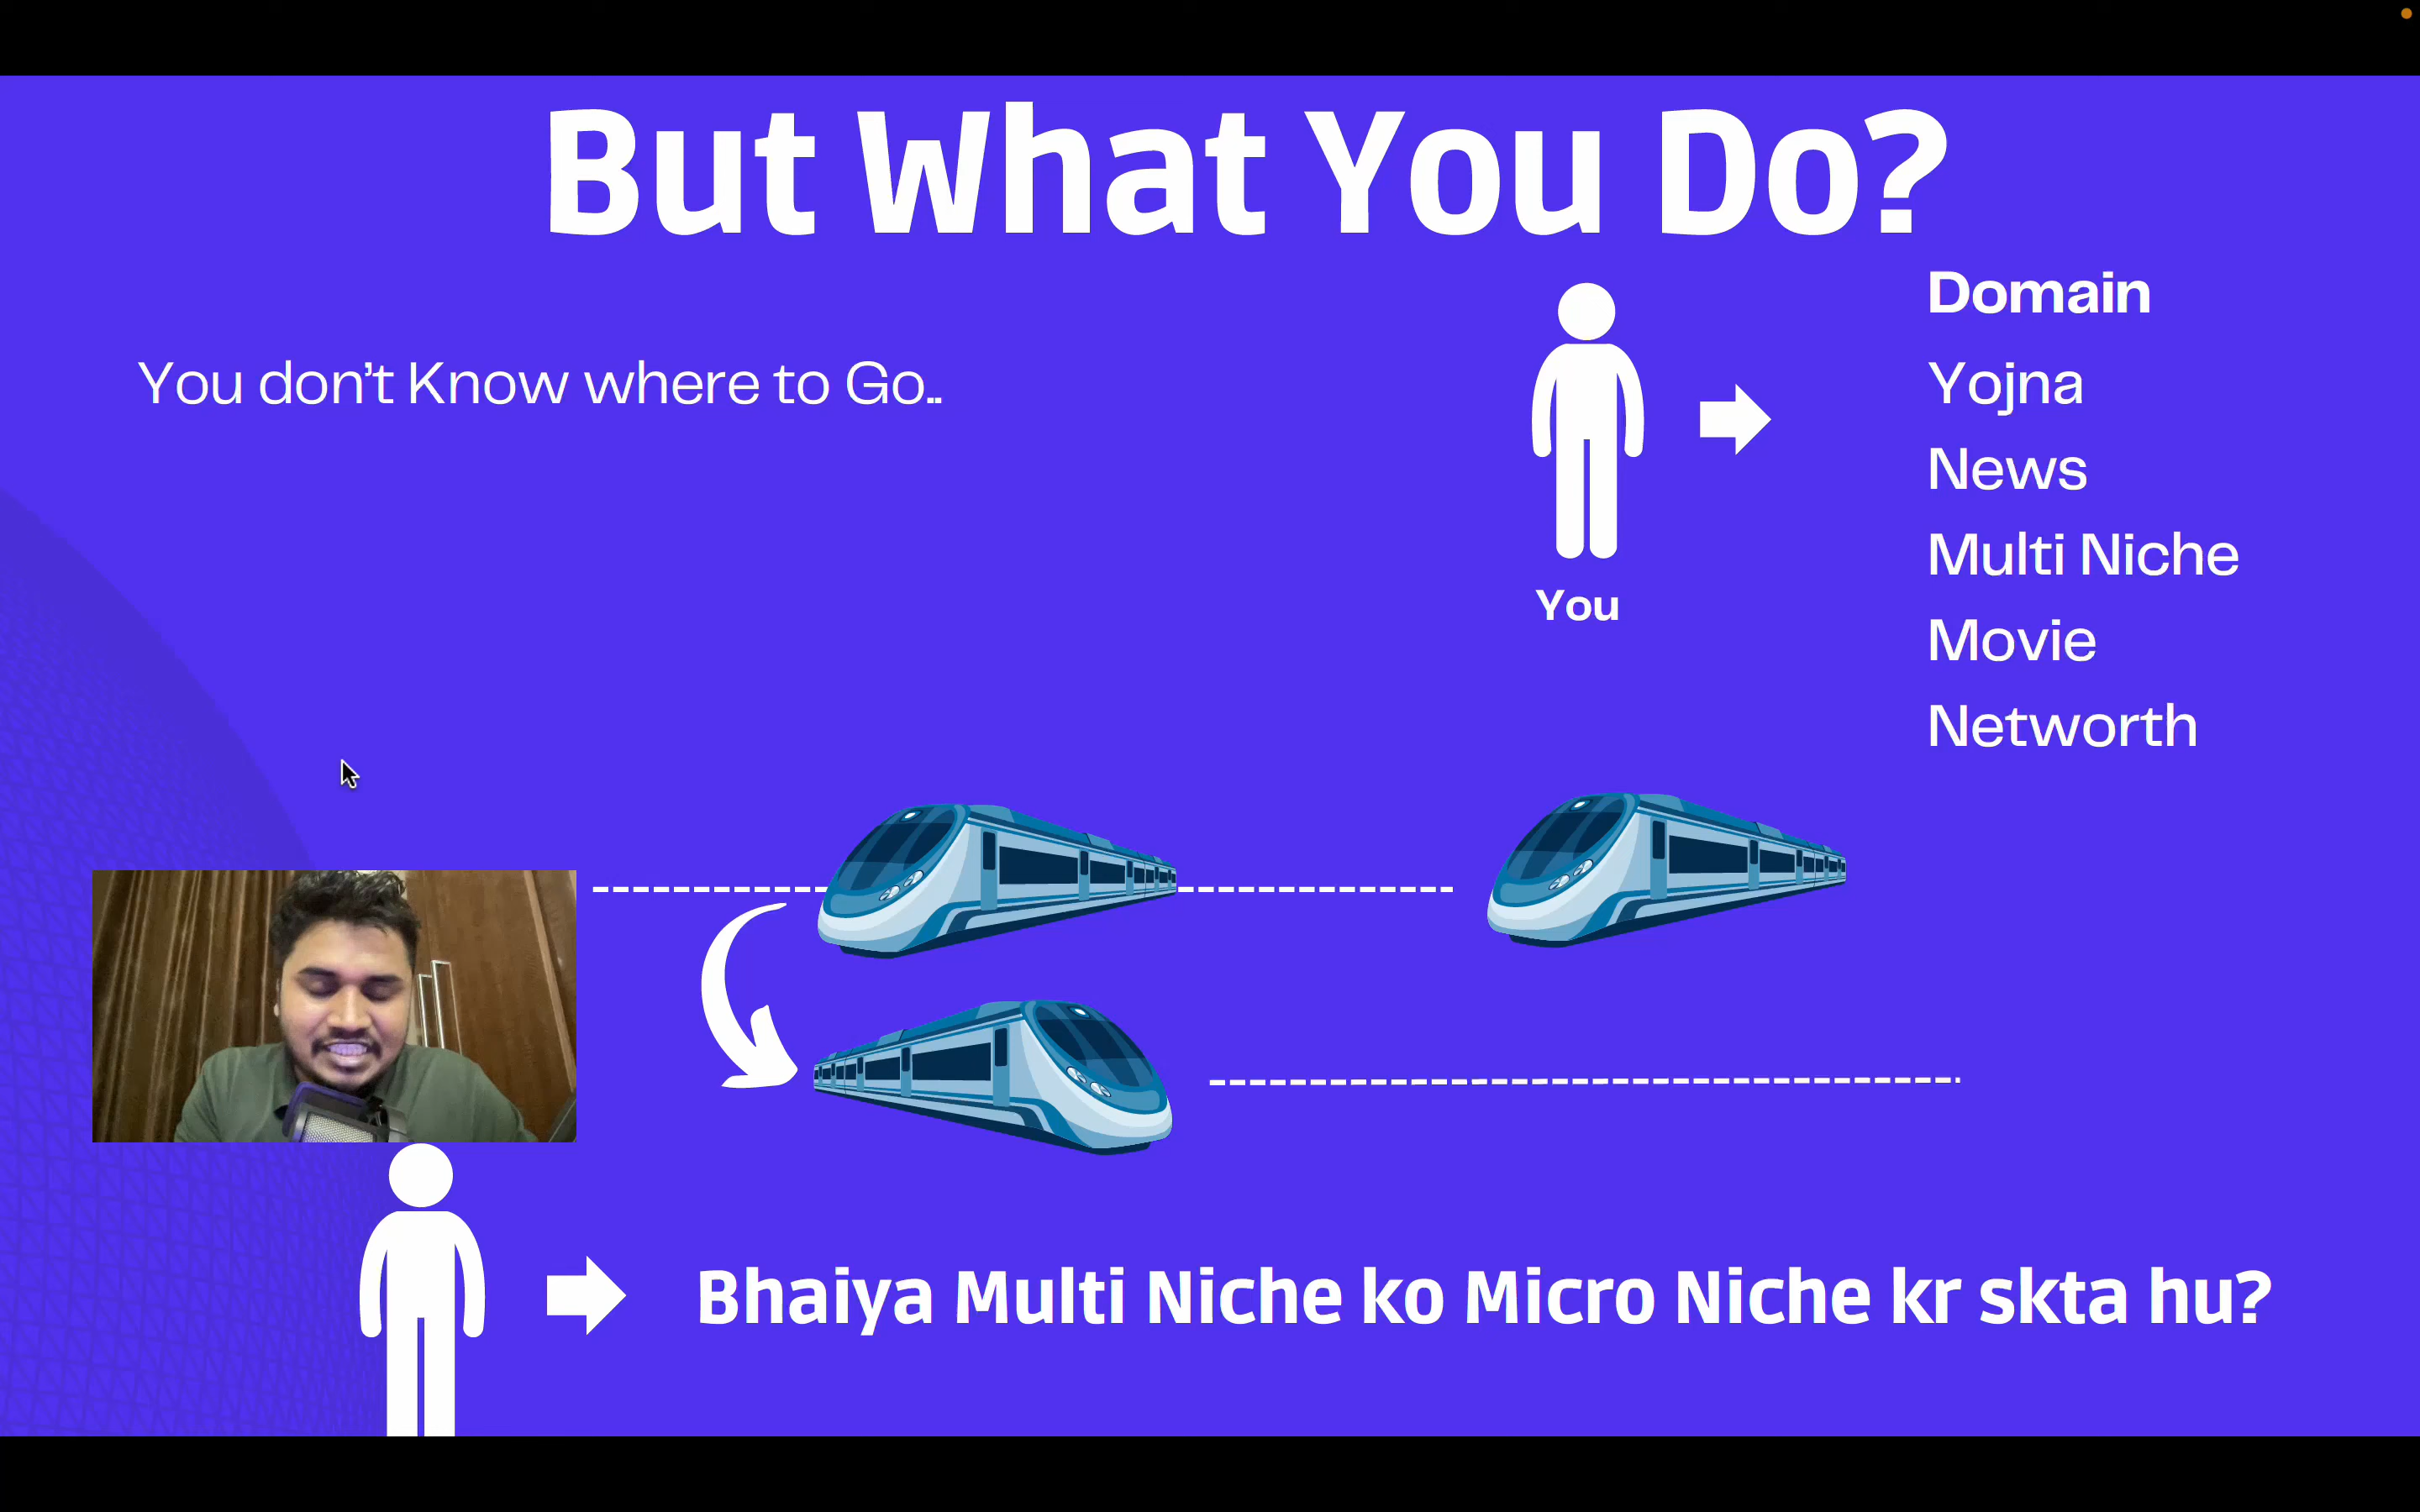 But What You Do?
Domain
You don't Know where to Go..
Yojna
News
Multi Niche
You
Movie
Networth
Bhaiya Multi Niche ko Micro Niche kr skta hu?